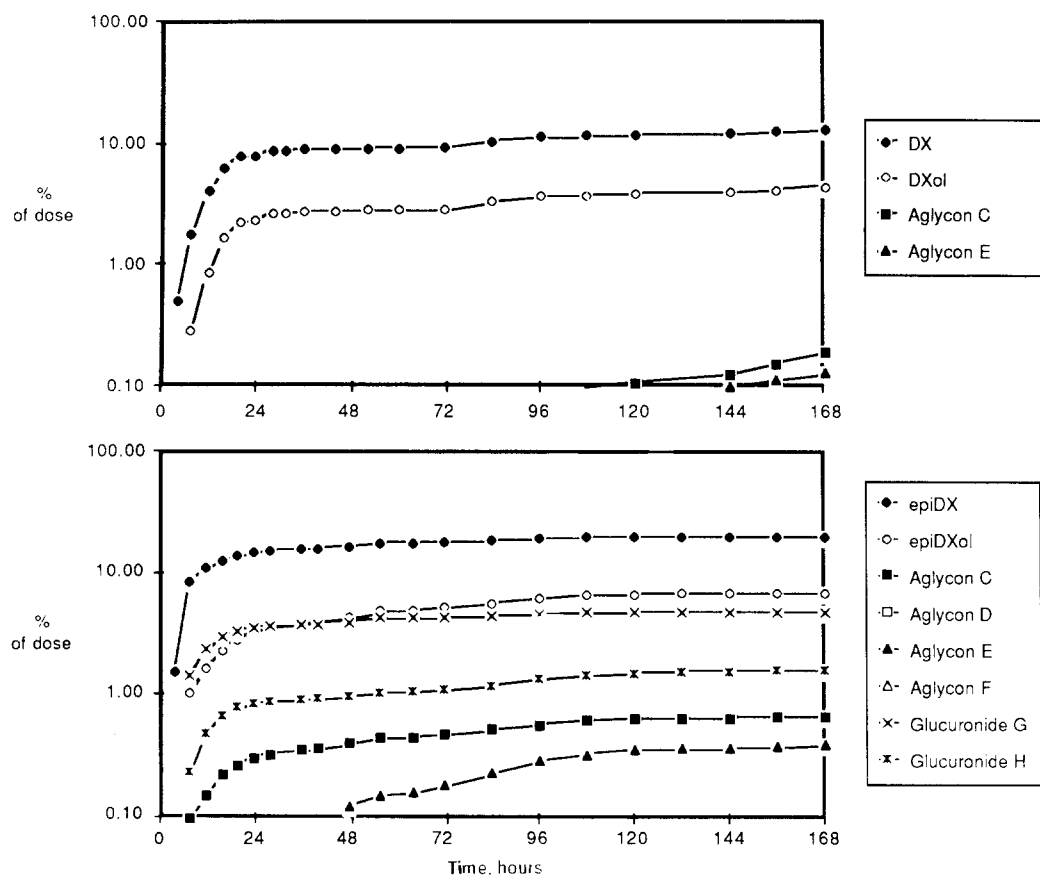 100.00
10.00
1.00
0.10
%
of dose
0
24
48
72
96
120
144
168
DX
DXol
Aglycon C
Aglycon E
100.00
10.00
1.00
0.10
%
of dose
0
24
48
72
96
120
144
168
Time, hours
epiDX
epiDXol
Aglycon C
Aglycon D
Aglycon E
Aglycon F
Glucuronide G
Glucuronide H